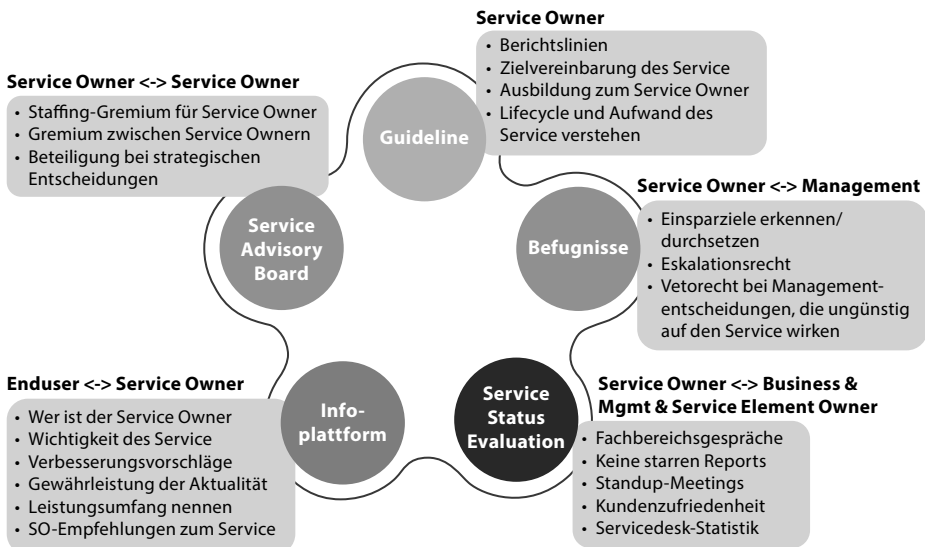 Service Owner
• Berichtslinien
• Zielvereinbarung des Service
• Ausbildung zum Service Owner
• Lifecycle und Aufwand des
Service verstehen
Service Owner <-> Service Owner
• Staffing-Gremium für Service Owner
• Gremium zwischen Service Ownern
• Beteiligung bei strategischen
Entscheidungen
Guideline
Service Owner <-> Management
• Einsparziele erkennen/
durchsetzen
• Eskalationsrecht
• Vetorecht bei Management-
entscheidungen, die ungünstig
auf den Service wirken
Service
Advisory
Board
Befugnisse
Enduser <-> Service Owner
• Wer ist der Service Owner
• Wichtigkeit des Service
• Verbesserungsvorschläge
• Gewährleistung der Aktualität
• Leistungsumfang nennen
• SO-Empfehlungen zum Service
Info-
plattform
Service
Status
Evaluation
Service Owner <-> Business &
Mgmt & Service Element Owner
• Fachbereichsgespräche
• Keine starren Reports
• Standup-Meetings
• Kundenzufriedenheit
• Servicedesk-Statistik